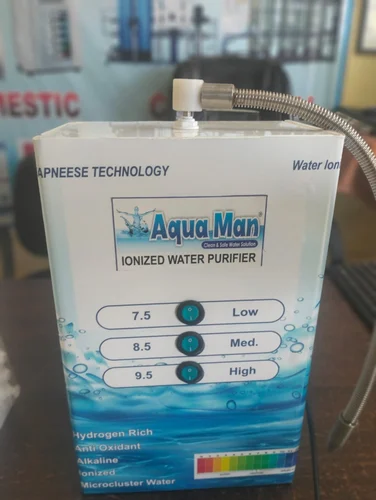 MESTIC
C
APNEESE TECHNOLOGY
Water Ion
Aqua Man
Clean & Safe Water Solution
IONIZED WATER PURIFIER
7.5 Low
8.5 Med.
9.5 High
Hydrogen Rich
Anti Oxidant
Alkaline
Ionized
Microcluster Water